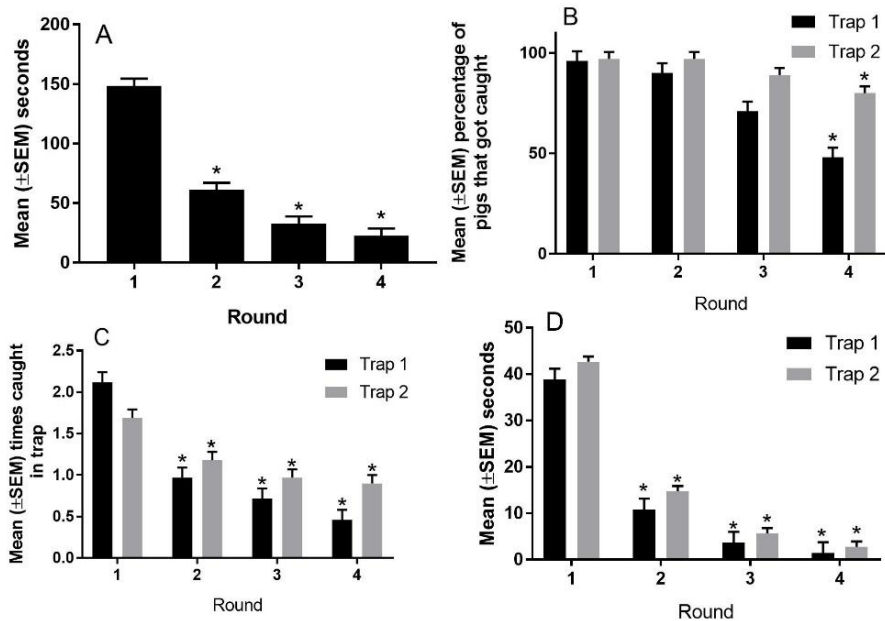 A
Mean (±SEM) seconds
200
150
100
50
0
*
*
*
1 2 3 4
Round
B
Trap 1
Trap 2
Mean (±SEM) percentage of
pigs that got caught
100
50
0
*
*
1 2 3 4
Round
C
Trap 1
Trap 2
Mean (±SEM) times caught
in trap
2.5
2.0
1.5
1.0
0.5
0.0
* *
* *
* *
1 2 3 4
Round
D
Trap 1
Trap 2
Mean (±SEM) seconds
50
40
30
20
10
0
* *
* *
* *
1 2 3 4
Round